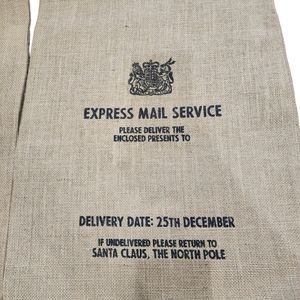 EXPRESS MAIL SERVICE
PLEASE DELIVER THE
ENCLOSED PRESENTS TO
DELIVERY DATE: 25TH DECEMBER
IF UNDELIVERED PLEASE RETURN TO
SANTA CLAUS, THE NORTH POLE